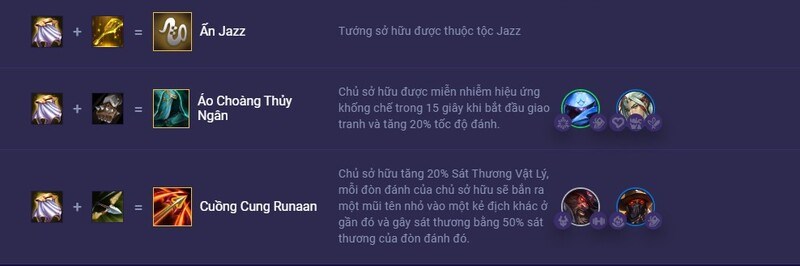 + = Ấn Jazz
Tướng sở hữu được thuộc tộc Jazz
+ = Áo Choàng Thủy
Ngân
Chủ sở hữu được miễn nhiễm hiệu ứng
khống chế trong 15 giây khi bắt đầu giao
tranh và tăng 20% tốc độ đánh.
+ = Cuồng Cung Runaan
Chủ sở hữu tăng 20% Sát Thương Vật Lý,
mỗi đòn đánh của chủ sở hữu sẽ bắn ra
một mũi tên nhỏ vào một kẻ địch khác ở
gần đó và gây sát thương bằng 50% sát
thương của đòn đánh đó.